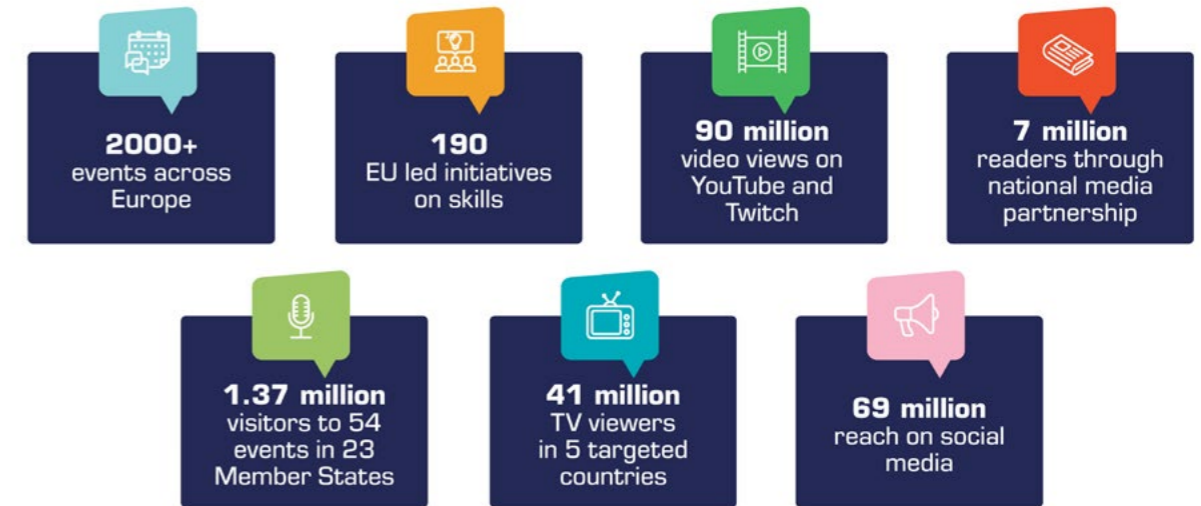 2000+
events across
Europe
190
EU led initiatives
on skills
90 million
video views on
YouTube and
Twitch
7 million
readers through
national media
partnership
1.37 million
visitors to 54
events in 23
Member States
41 million
TV viewers
in 5 targeted
countries
69 million
reach on social
media